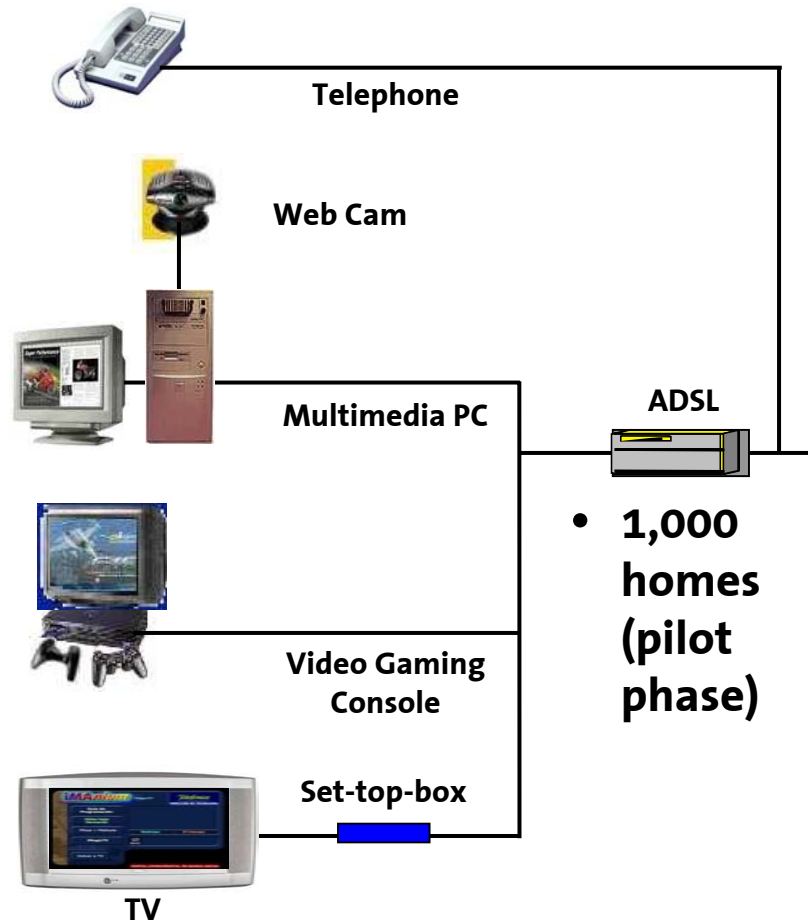 Telephone
Web Cam
Multimedia PC
ADSL
• 1,000
homes
(pilot
phase)
Video Gaming
Console
Set-top-box
TV